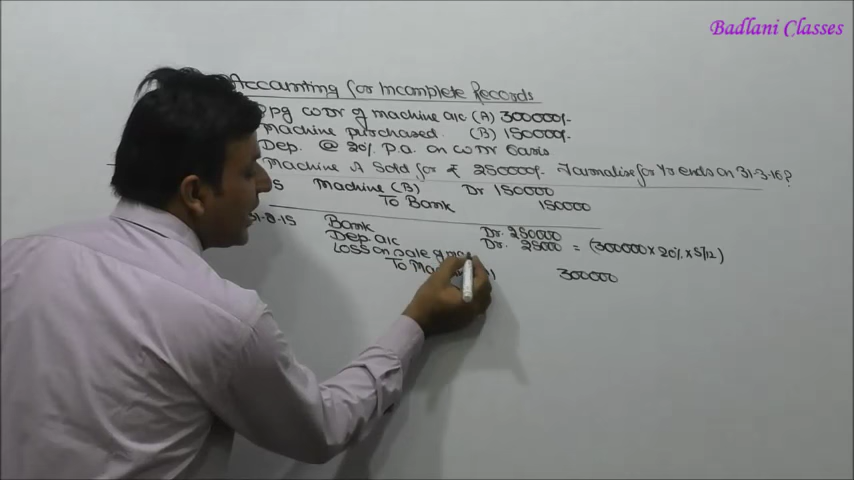 Badlani Classes
Accounting for Incomplete Records
opg WDV of machine a/c (A) 300000/-
Machine purchased. (B) 150000/-
Dep. @ 20% p.a. on WDV basis
Machine A Sold for ₹ 250000/- Journalise for Yr ends on 31-3-16?
Machine (B) Dr 150000
To Bank 150000
31-8-15 Bank Dr. 250000
Dep. a/c Dr. 25000 = (300000 x 20% x 5/12)
Loss on sale of
To 300000